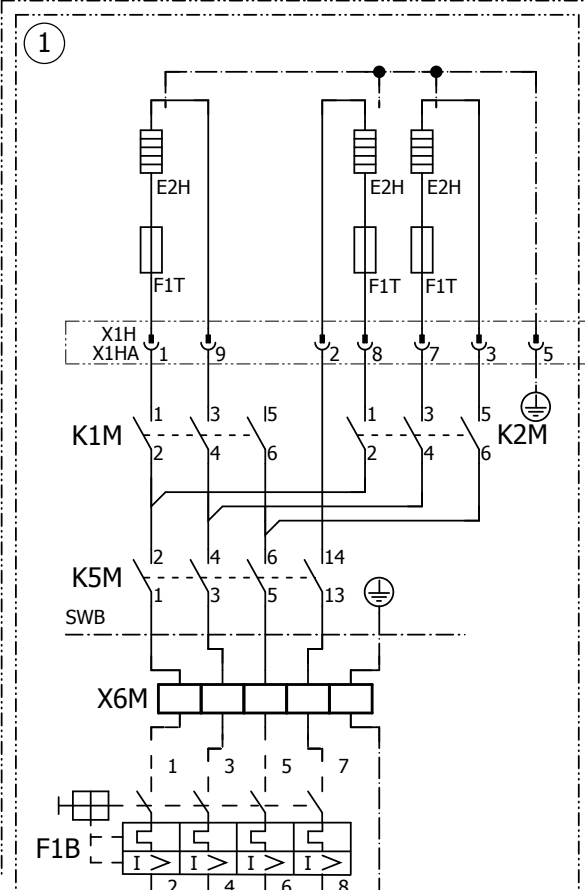 1
E2H E2H E2H
F1T F1T F1T
X1H
X1HA 1 9 2 8 7 3 5
1 3 5 1 3 5
K1M K2M
2 4 6 2 4 6
2 4 6 14
K5M
1 3 5 13
SWB
X6M
1 3 5 7
F1B
I > I > I > I >
2 4 6 8